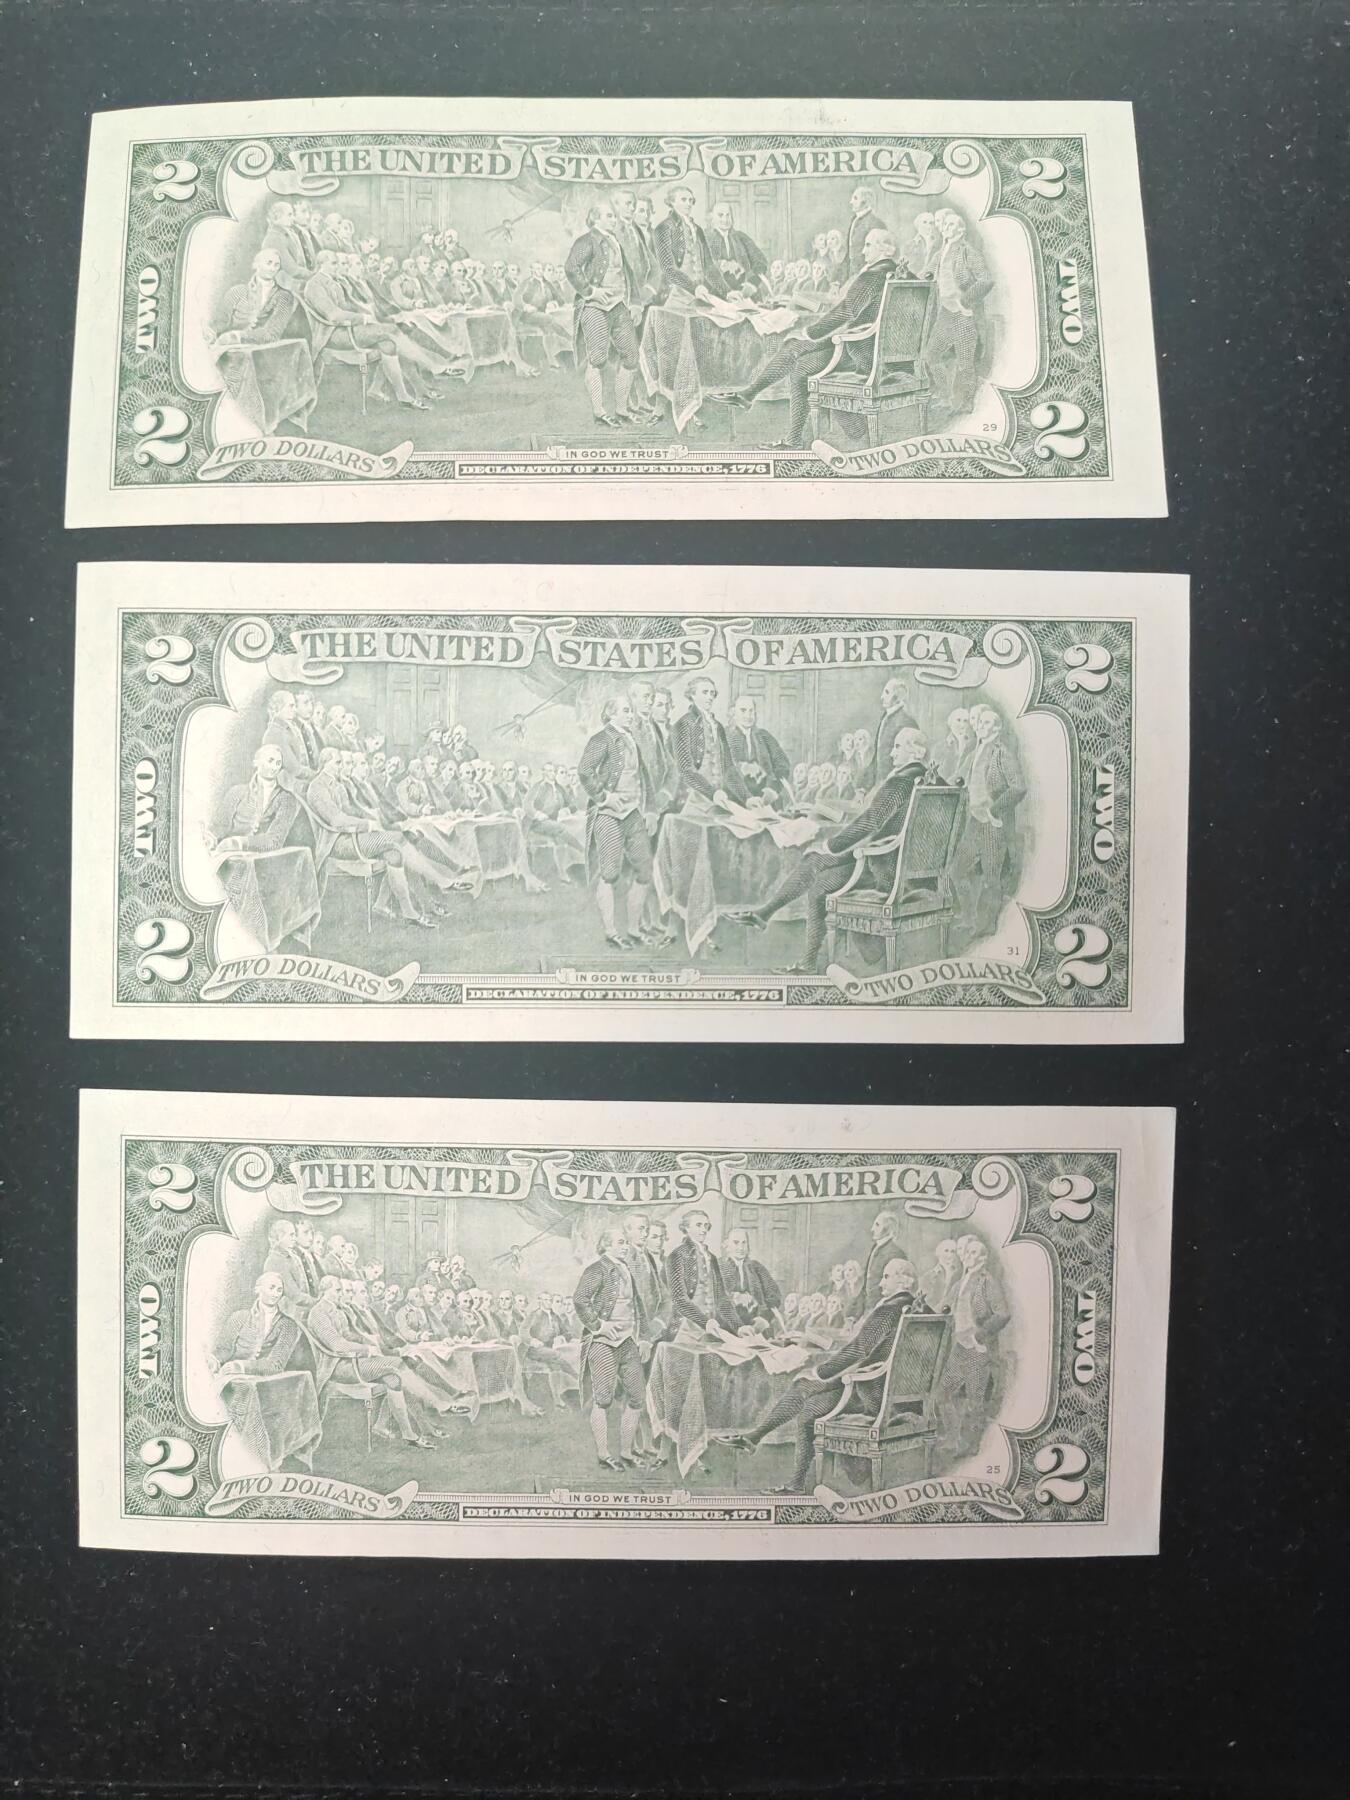 2 THE UNITED STATES OF AMERICA 2
TWO TWO
29
2 TWO DOLLARS IN GOD WE TRUST TWO DOLLARS 2
DECLARATION OF INDEPENDENCE, 1776
2 THE UNITED STATES OF AMERICA 2
TWO TWO
31
2 TWO DOLLARS IN GOD WE TRUST TWO DOLLARS 2
DECLARATION OF INDEPENDENCE, 1776
2 THE UNITED STATES OF AMERICA 2
TWO TWO
25
2 TWO DOLLARS IN GOD WE TRUST TWO DOLLARS 2
DECLARATION OF INDEPENDENCE, 1776